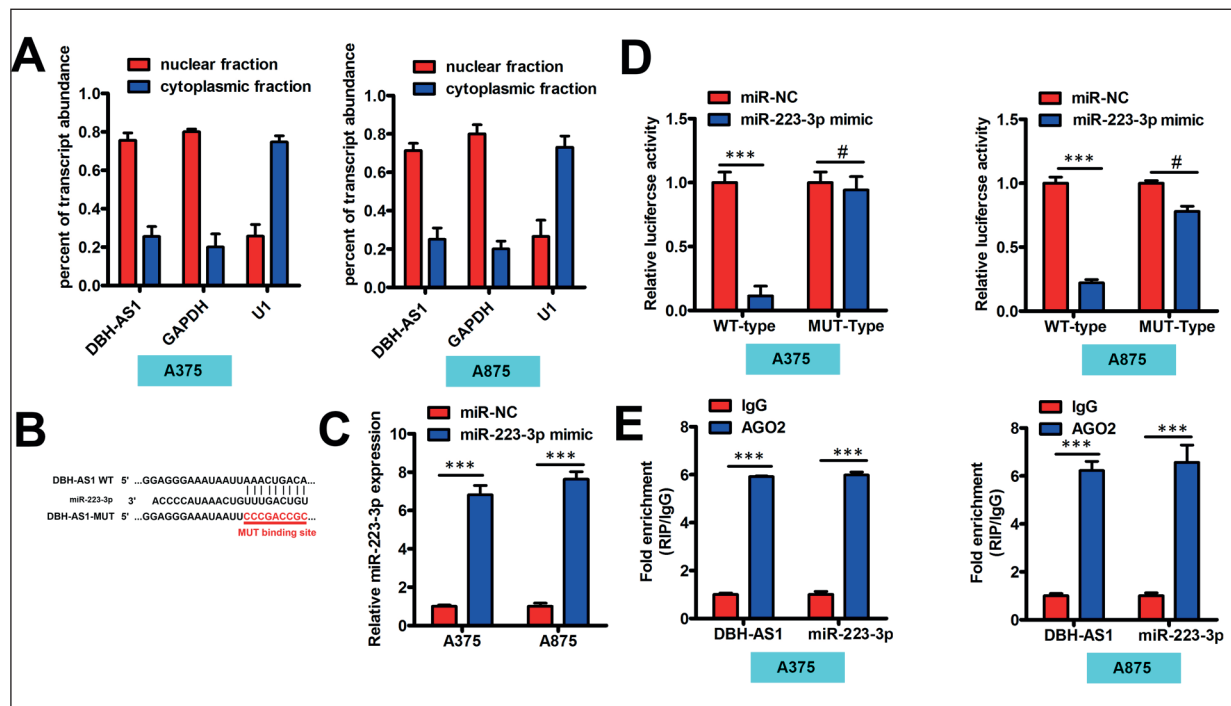 A
nuclear fraction
cytoplasmic fraction
percent of transcript abundance
1.0
0.8
0.6
0.4
0.2
0.0
DBH-AS1
GAPDH
U1
A375
nuclear fraction
cytoplasmic fraction
percent of transcript abundance
1.0
0.8
0.6
0.4
0.2
0.0
DBH-AS1
GAPDH
U1
A875
B
DBH-AS1 WT 5' ...GGAGGGAAAUAAUUAAACUGACA...
miR-223-3p 3' ACCCCAUAAACUGUUUGACUGU
DBH-AS1-MUT 5' ...GGAGGGAAAUAAUUCCCGACCGC...
MUT binding site
C
miR-NC
miR-223-3p mimic
Relative miR-223-3p expression
10
8
6
4
2
0
***
***
A375
A875
D
miR-NC
miR-223-3p mimic
Relative lucifercse activity
1.5
1.0
0.5
0.0
***
#
WT-type
MUT-Type
A375
miR-NC
miR-223-3p mimic
Relative lucifercse activity
1.5
1.0
0.5
0.0
***
#
WT-type
MUT-Type
A875
E
IgG
AGO2
Fold enrichment
(RIP/IgG)
8
6
4
2
0
***
***
DBH-AS1
miR-223-3p
A375
IgG
AGO2
Fold enrichment
(RIP/IgG)
8
6
4
2
0
***
***
DBH-AS1
miR-223-3p
A875